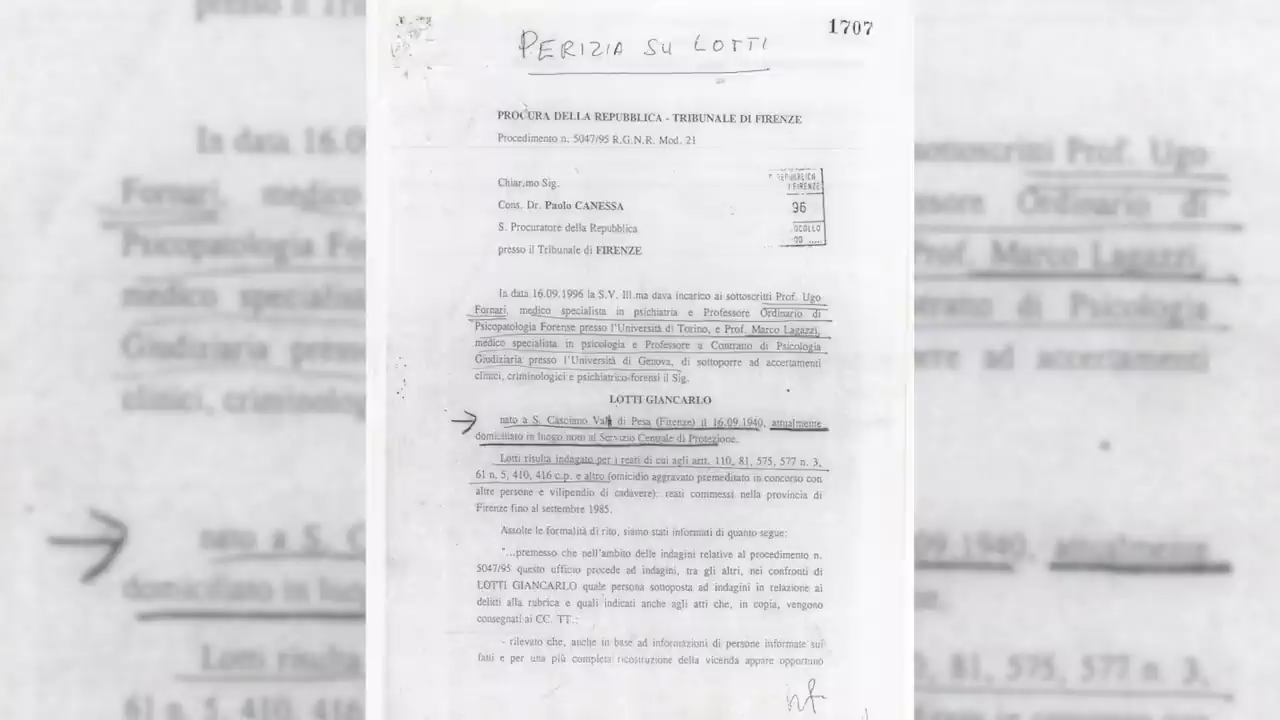 1707
PERIZIA SU LOTTI
PROCURA DELLA REPUBBLICA - TRIBUNALE DI FIRENZE
Procedimento n. 5047/95 R.G.N.R. Mod. 21
Chiar.mo Sig.
Cons. Dr. Paolo CANESSA
S. Procuratore della Repubblica
presso il Tribunale di FIRENZE
REPUBBLICA
FIRENZE
96
OCOLLO
In data 16.09.1996 la S.V. Ill.ma dava incarico ai sottoscritti Prof. Ugo
Fornari, medico specialista in psichiatria e Professore Ordinario di
Psicopatologia Forense presso l'Università di Torino, e Prof. Marco Lagazzi,
medico specialista in psicologia e Professore a Contratto di Psicologia
Giudiziaria presso l'Università di Genova, di sottoporre ad accertamenti
clinici, criminologici e psichiatrico-forensi il Sig.
LOTTI GIANCARLO
nato a S. Casciano Val di Pesa (Firenze) il 16.09.1940, attualmente
domiciliato in luogo noto al Servizio Centrale di Protezione.
Lotti risulta indagato per i reati di cui agli artt. 110, 81, 575, 577 n. 3,
61 n. 5, 410, 416 c.p. e altro (omicidio aggravato premeditato in concorso con
altre persone e vilipendio di cadavere): reati commessi nella provincia di
Firenze fino al settembre 1985.
Assolte le formalità di rito, siamo stati informati di quanto segue:
"...premesso che nell'ambito delle indagini relative al procedimento n.
5047/95 questo ufficio procede ad indagini, tra gli altri, nei confronti di
LOTTI GIANCARLO quale persona sottoposta ad indagini in relazione ai
delitti alla rubrica e quali indicati anche agli atti che, in copia, vengono
consegnati ai CC. TT.;
- rilevato che, anche in base ad informazioni di persone informate sui
fatti e per una più completa ricostruzione della vicenda appare opportuno